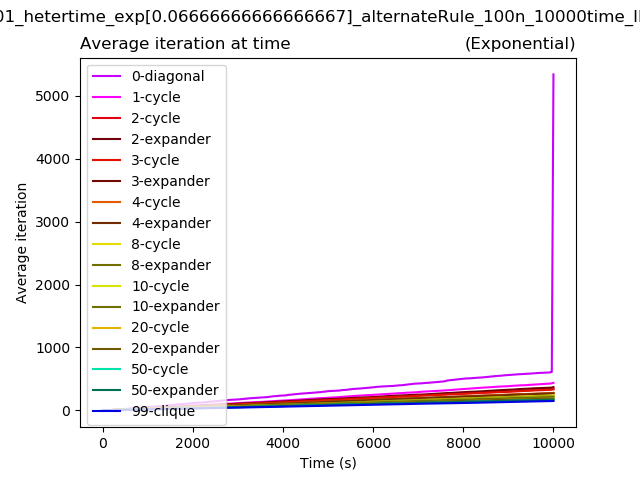 01_hetertime_exp[0.06666666666666667]_alternateRule_100n_10000time_
Average iteration at time
(Exponential)
Average iteration
5000
4000
3000
2000
1000
0
0-diagonal
1-cycle
2-cycle
2-expander
3-cycle
3-expander
4-cycle
4-expander
8-cycle
8-expander
10-cycle
10-expander
20-cycle
20-expander
50-cycle
50-expander
99-clique
0
2000
4000
6000
8000
10000
Time (s)